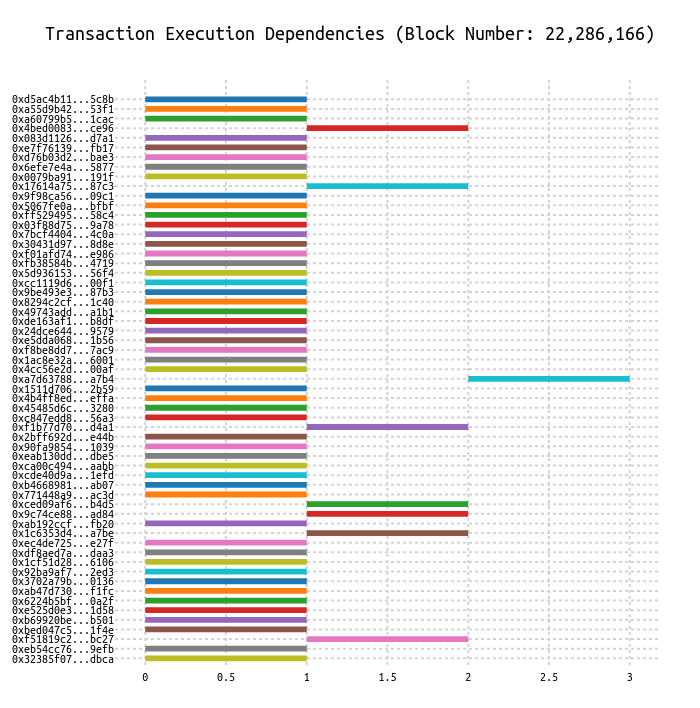 Transaction Execution Dependencies (Block Number: 22,286,166)
0xd5ac4b11...5c8b
0xa55d9b42...53f1
0xa60799b5...1cac
0x4bed0083...ce96
0x083d1126...d7a1
0xe7f76139...fb17
0xd76b03d2...bae3
0x6efe7e4a...5877
0x0079ba91...191f
0x17614a75...87c3
0x9f98ca56...09c1
0x5067fe0a...bfbf
0xff529495...58c4
0x03f88d75...9a78
0x7bcf4404...4c0a
0x30431d97...8d8e
0xf01afd74...e986
0xfb38584b...4719
0x5d936153...56f4
0xcc1119d6...00f1
0x9be493e3...87b3
0x8294c2cf...1c40
0x49743add...a1b1
0xde163af1...b8df
0x24dce644...9579
0xe5dda068...1b56
0xf8be8dd7...7ac9
0x1ac8e32a...6001
0x4cc56e2d...00af
0xa7d63788...a7b4
0x1511d706...2b59
0x4b4ff8ed...effa
0x45485d6c...3280
0xc847edd8...56a3
0xf1b77d70...d4a1
0x2bff692d...e44b
0x90fa9854...1039
0xeab130dd...dbe5
0xca00c494...aabb
0xcde40d9a...1efd
0xb4668981...ab07
0x771448a9...ac3d
0xced09af6...b4d5
0x9c74ce88...ad84
0xab192ccf...fb20
0x1c6353d4...a7be
0xec4de725...e27f
0xdf8aed7a...daa3
0x1cf51d28...6106
0x92ba9af7...2ed3
0x3702a79b...0136
0xab47d730...f1fc
0x6224b5bf...0a2f
0xe525d0e3...1d58
0xb69920be...b501
0xbed047c5...1f4e
0xf51819c2...bc27
0xeb54cc76...9efb
0x32385f07...dbca
0 0.5 1 1.5 2 2.5 3